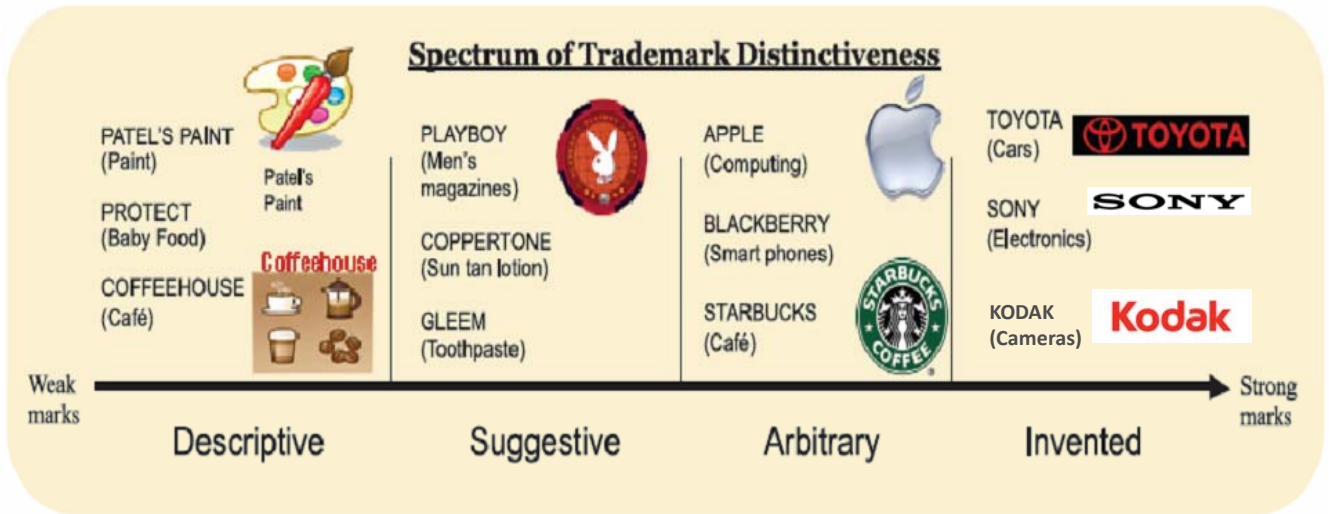 Spectrum of Trademark Distinctiveness
PATEL'S PAINT
(Paint)
Patel's
Paint
PROTECT
(Baby Food)
COFFEEHOUSE
(Café)
Coffeehouse
PLAYBOY
(Men's
magazines)
COPPERTONE
(Sun tan lotion)
GLEEM
(Toothpaste)
APPLE
(Computing)
BLACKBERRY
(Smart phones)
STARBUCKS
(Café)
STARBUCKS
COFFEE
®
TOYOTA
(Cars)
TOYOTA
SONY
(Electronics)
SONY
KODAK
(Cameras)
Kodak
Weak
marks
Strong
marks
Descriptive
Suggestive
Arbitrary
Invented